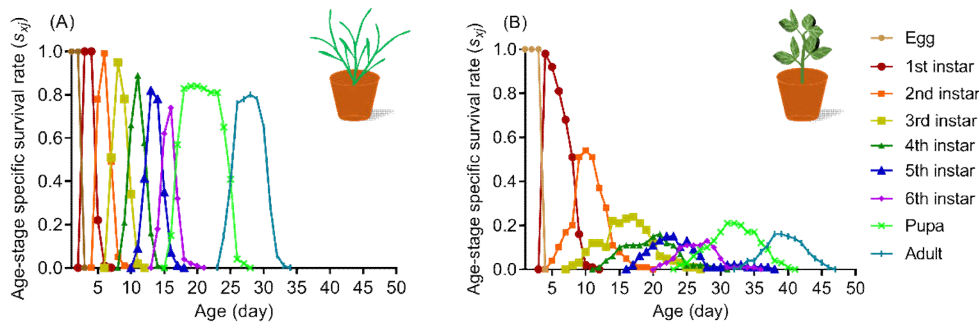 (A)
Age-stage specific survival rate (sxj)
1.0
0.8
0.6
0.4
0.2
0.0
5 10 15 20 25 30 35 40 45 50
Age (day)
(B)
Age-stage specific survival rate (sxj)
1.0
0.8
0.6
0.4
0.2
0.0
5 10 15 20 25 30 35 40 45 50
Age (day)
Egg
1st instar
2nd instar
3rd instar
4th instar
5th instar
6th instar
Pupa
Adult